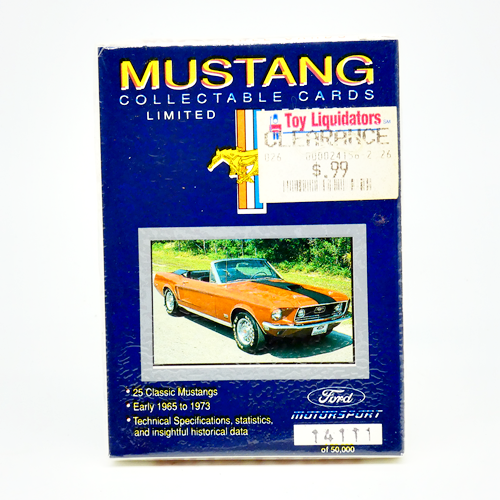 MUSTANG
COLLECTABLE CARDS
LIMITED
Toy Liquidators
CLEARANCE
$.99
• 25 Classic Mustangs
• Early 1965 to 1973
• Technical Specifications, statistics,
and insightful historical data
Ford
MOTORSPORT
14111
of 50,000